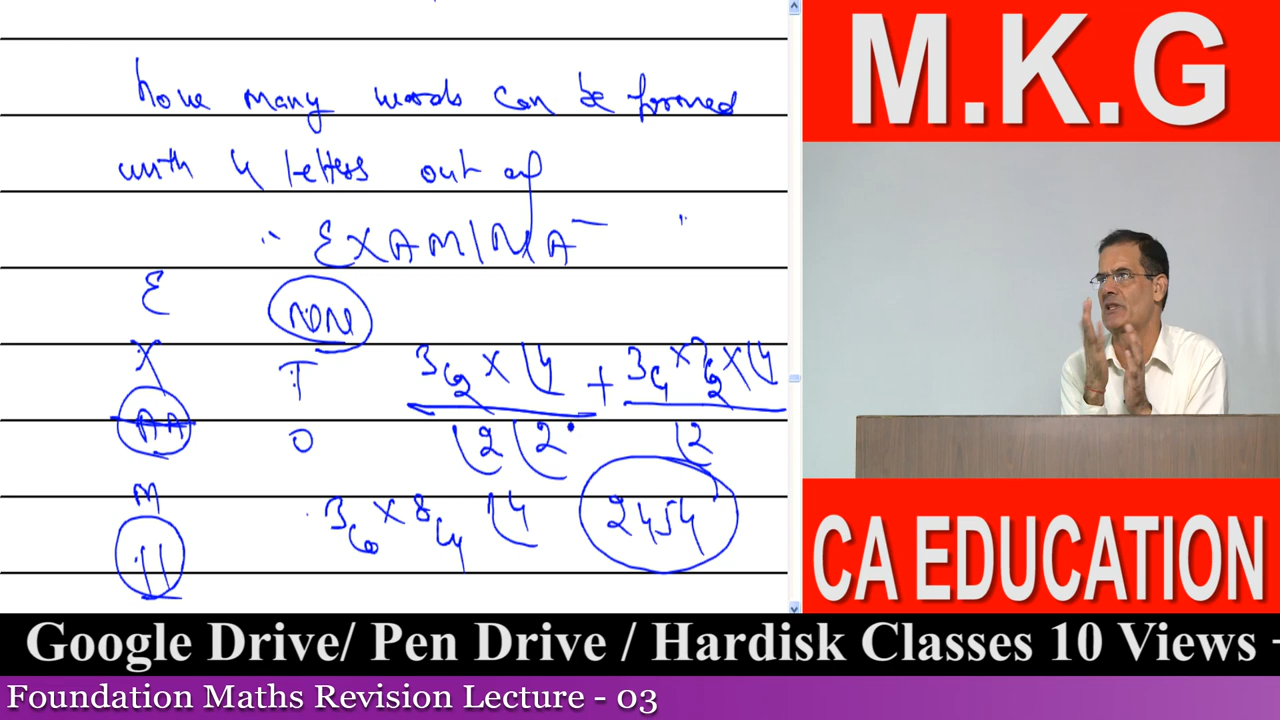 how many words can be formed
with 4 letters out of
" EXAMINA— "
E
NN
X
T
3C2 × ⌊4 + 3C1 × 7C2 × ⌊4
AA
O
⌊2 ⌊2 ⌊2
M
3C0 × 8C4 ⌊4
2454
II
M.K.G
CA EDUCATION
Google Drive/ Pen Drive / Hardisk Classes 10 Views -
Foundation Maths Revision Lecture - 03